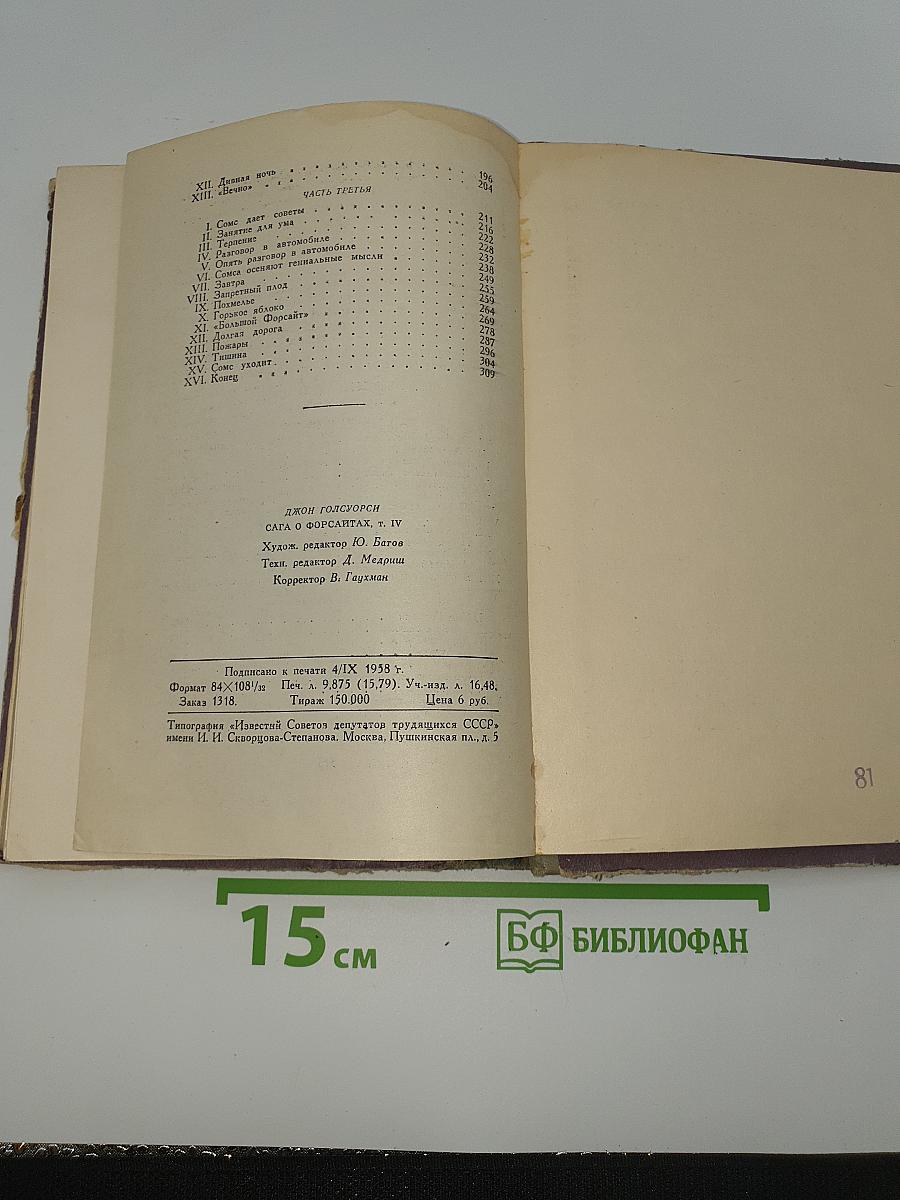 XII. Дивная ночь 196
XIII. «Вечно» 204
ЧАСТЬ ТРЕТЬЯ
I. Сомс дает советы 211
II. Занятие для ума 216
III. Терпение 222
IV. Разговор в автомобиле 228
V. Опять разговор в автомобиле 232
VI. Сомса осеняют гениальные мысли 238
VII. Завтра 249
VIII. Запретный плод 255
IX. Похмелье 259
X. Горькое яблоко 264
XI. «Большой Форсайт» 269
XII. Долгая дорога 278
XIII. Пожары 287
XIV. Тишина 296
XV. Сомс уходит 304
XVI. Конец 309
ДЖОН ГОЛСУОРСИ
САГА О ФОРСАЙТАХ, т. IV
Худож. редактор Ю. Багов
Техн. редактор Д. Медриш
Корректор В. Гаухман
Подписано к печати 4/IX 1958 г.
Формат 84×108 1/32 Печ. л. 9,875 (15,79). Уч.-изд. л. 16,48.
Заказ 1318. Тираж 150.000 Цена 6 руб.
Типография «Известий Советов депутатов трудящихся СССР»
имени И. И. Скворцова-Степанова. Москва, Пушкинская пл., д. 5
81
15 см
БФ БИБЛИОФАН